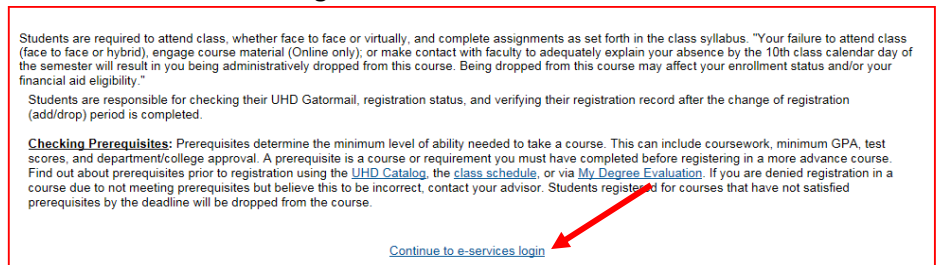 Students are required to attend class, whether face to face or virtually, and complete assignments as set forth in the class syllabus. "Your failure to attend class
(face to face or hybrid), engage course material (Online only); or make contact with faculty to adequately explain your absence by the 10th class calendar day of
the semester will result in you being administratively dropped from this course. Being dropped from this course may affect your enrollment status and/or your
financial aid eligibility."
Students are responsible for checking their UHD Gatormail, registration status, and verifying their registration record after the change of registration
(add/drop) period is completed.
Checking Prerequisites: Prerequisites determine the minimum level of ability needed to take a course. This can include coursework, minimum GPA, test
scores, and department/college approval. A prerequisite is a course or requirement you must have completed before registering in a more advance course.
Find out about prerequisites prior to registration using the UHD Catalog, the class schedule, or via My Degree Evaluation. If you are denied registration in a
course due to not meeting prerequisites but believe this to be incorrect, contact your advisor. Students registered for courses that have not satisfied
prerequisites by the deadline will be dropped from the course.
Continue to e-services login